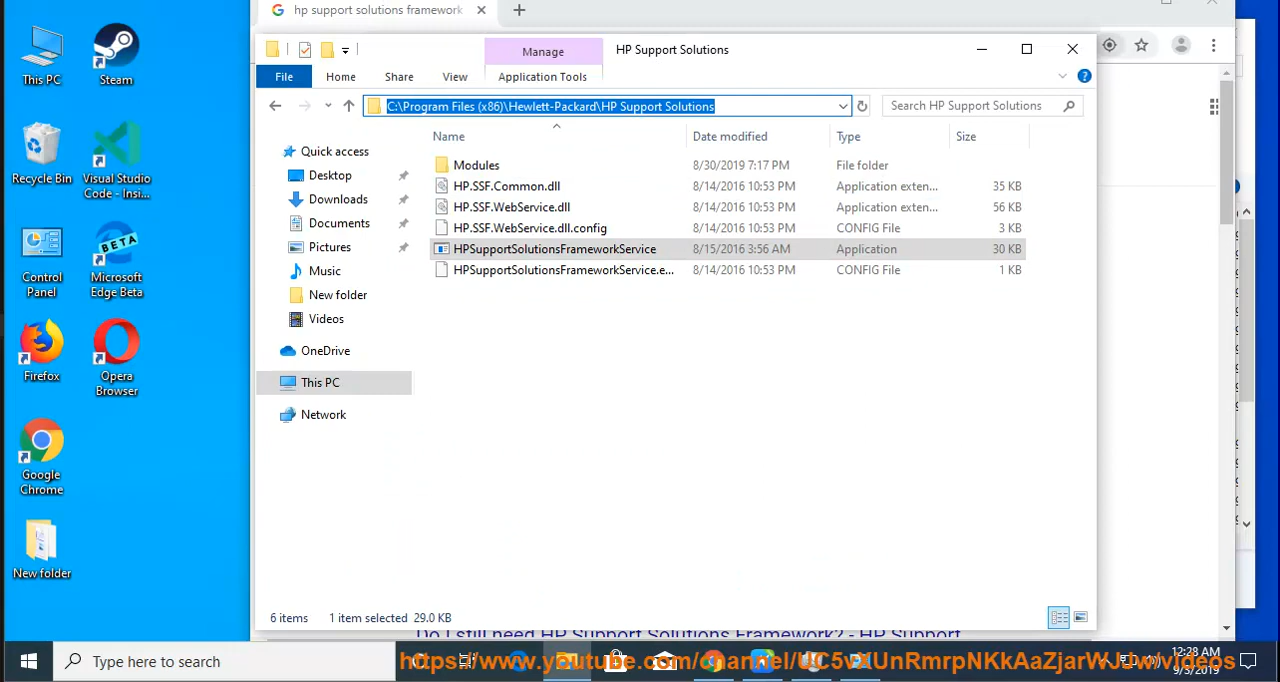 hp support solutions framework
Manage
HP Support Solutions
File
Home
Share
View
Application Tools
C:\Program Files (x86)\Hewlett-Packard\HP Support Solutions
Search HP Support Solutions
Name
Date modified
Type
Size
Quick access
Desktop
Downloads
Documents
Pictures
Music
New folder
Videos
OneDrive
This PC
Network
Modules 8/30/2019 7:17 PM File folder
HP.SSF.Common.dll 8/14/2016 10:53 PM Application exten... 35 KB
HP.SSF.WebService.dll 8/14/2016 10:53 PM Application exten... 56 KB
HP.SSF.WebService.dll.config 8/14/2016 10:53 PM CONFIG File 3 KB
HPSupportSolutionsFrameworkService 8/15/2016 3:56 AM Application 30 KB
HPSupportSolutionsFrameworkService.e... 8/14/2016 10:53 PM CONFIG File 1 KB
6 items 1 item selected 29.0 KB
Do I still need HP Support Solutions Framework? - HP Support
This PC
Steam
Recycle Bin
Visual Studio
Code - Insi...
Control
Panel
BETA
Microsoft
Edge Beta
Firefox
Opera
Browser
Google
Chrome
New folder
Type here to search
12:28 AM
9/3/2019